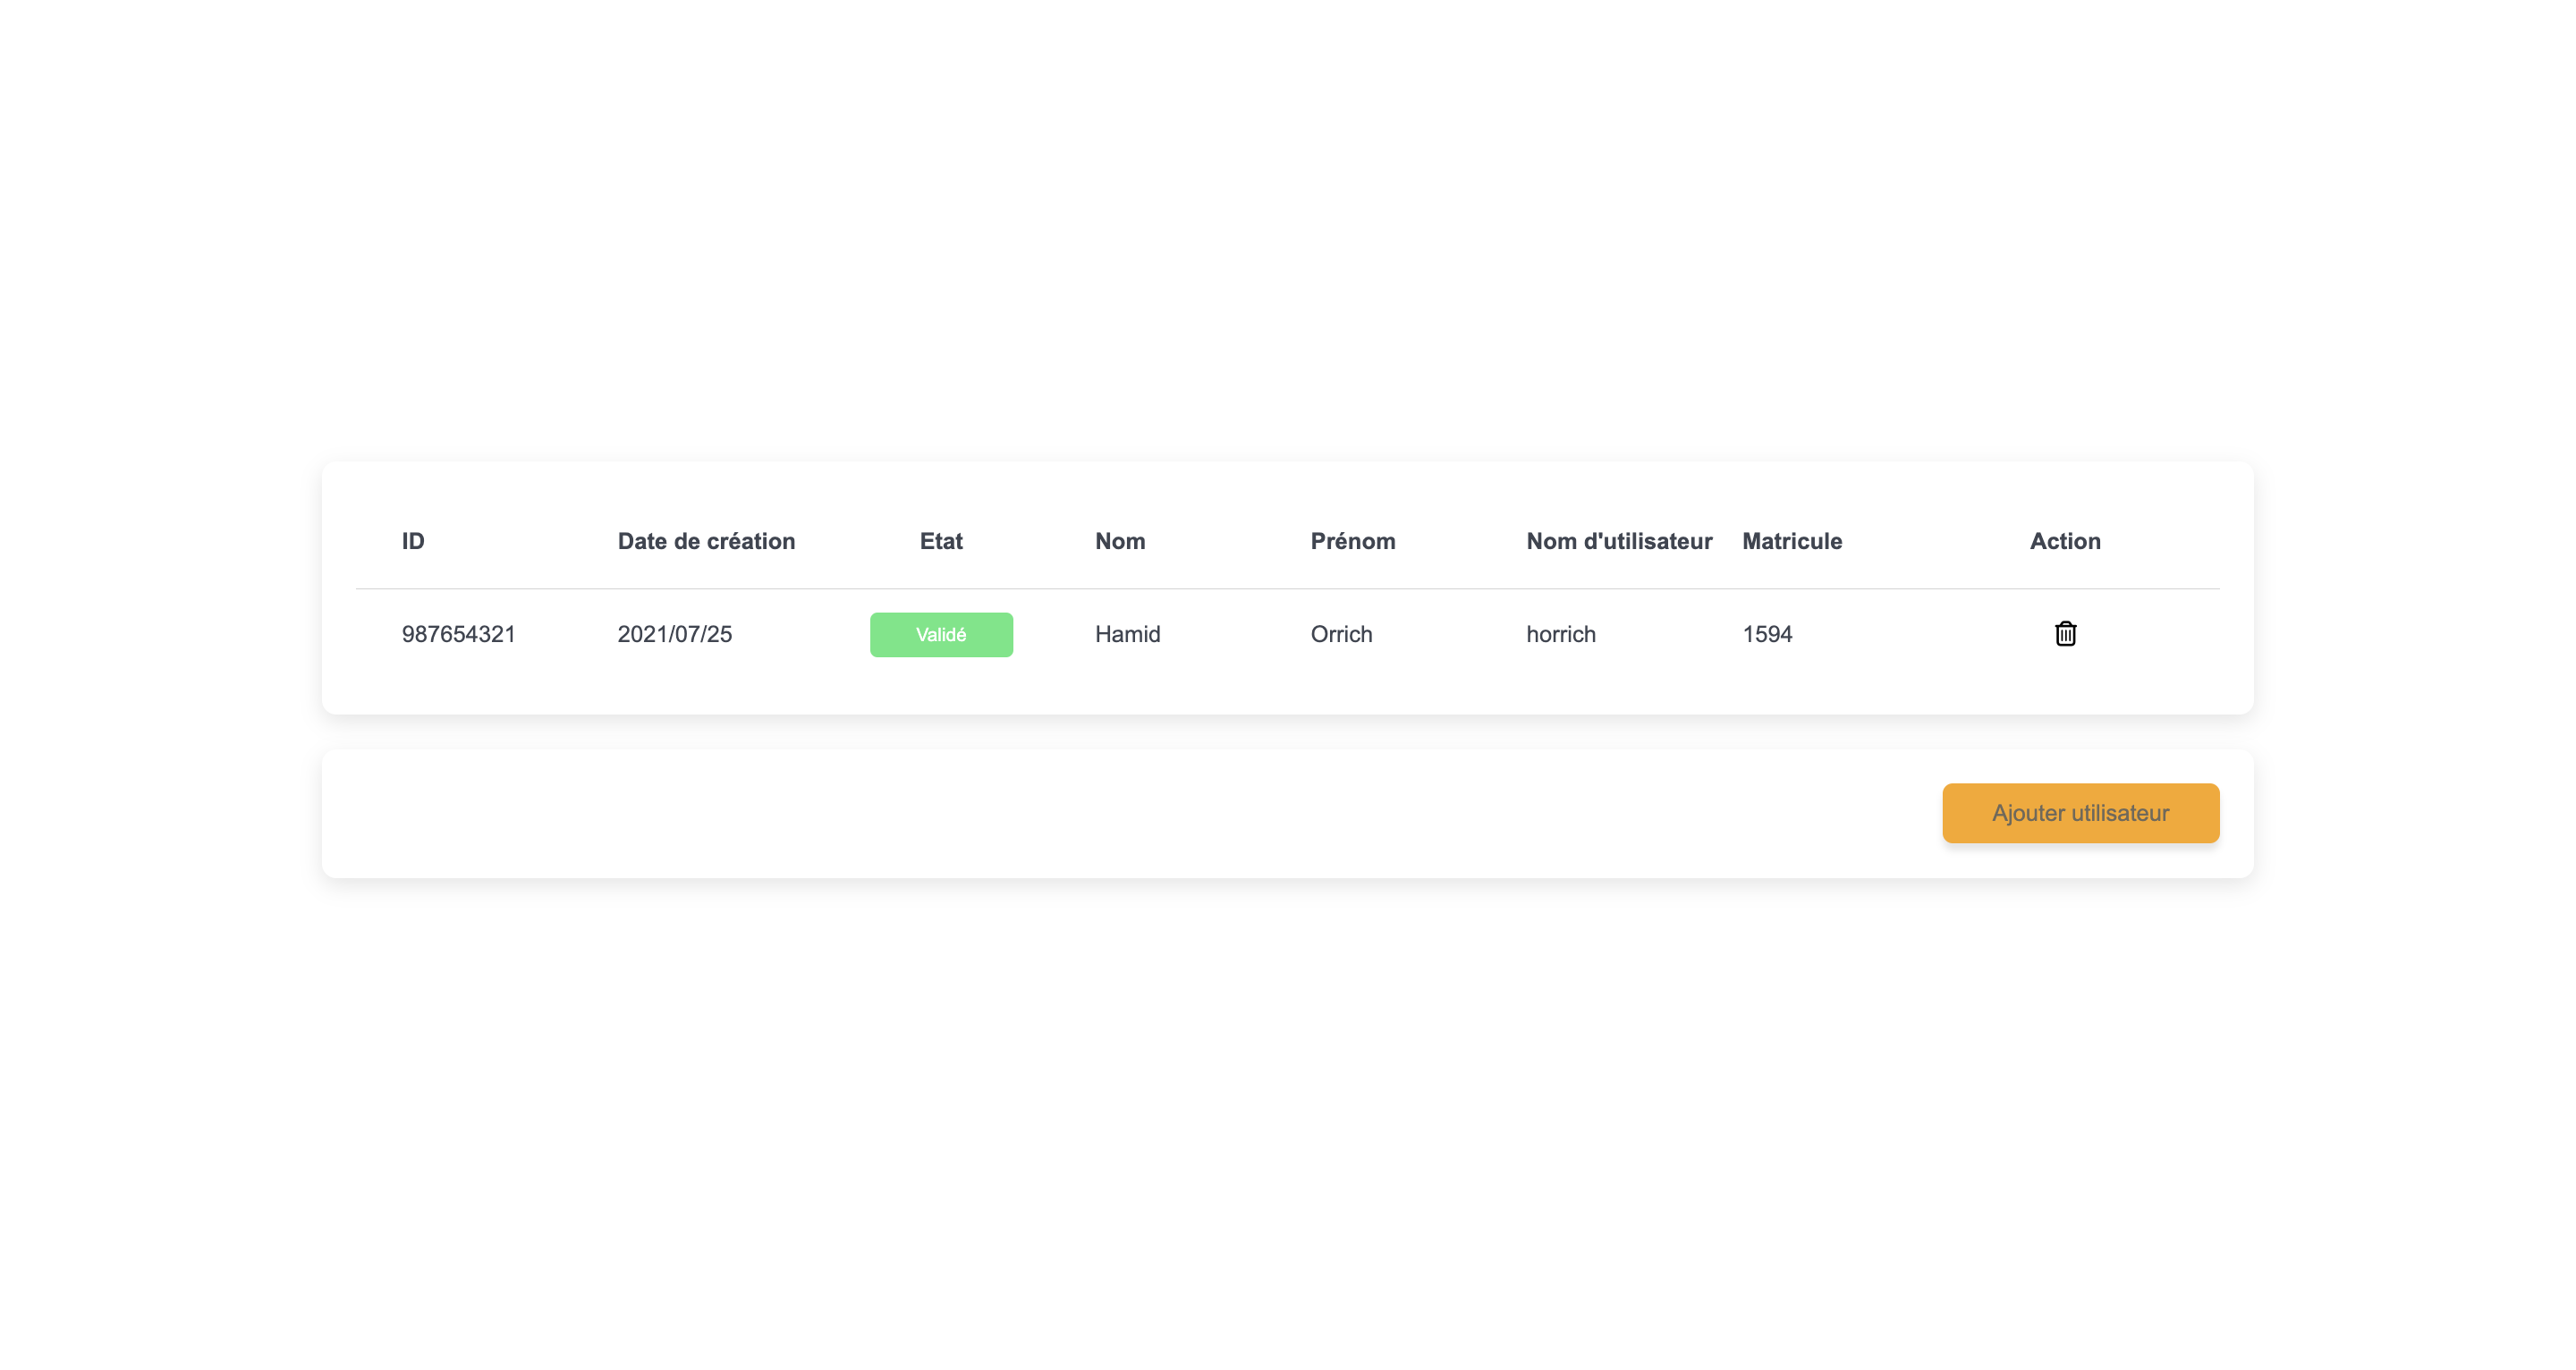 ID Date de création Etat Nom Prénom Nom d'utilisateur Matricule Action
987654321 2021/07/25 Validé Hamid Orrich horrich 1594
Ajouter utilisateur